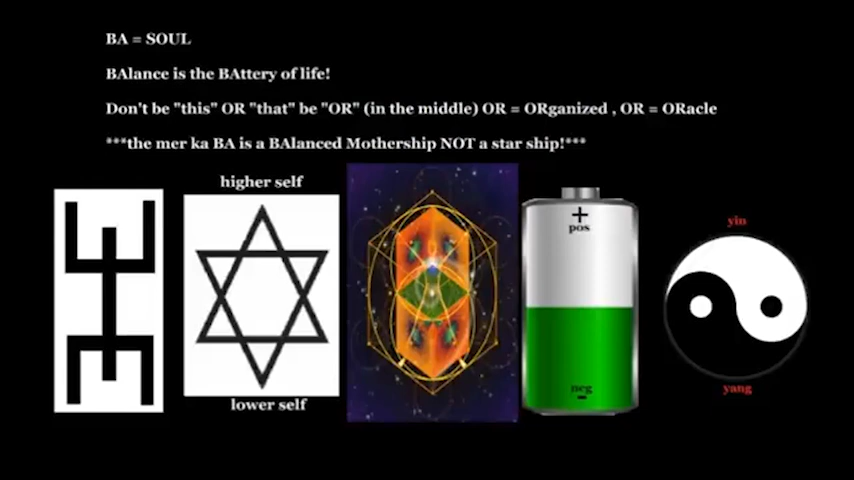 BA = SOUL
BAlance is the BAttery of life!
Don't be "this" OR "that" be "OR" (in the middle) OR = ORganized , OR = ORacle
***the mer ka BA is a BAlanced Mothership NOT a star ship!***
higher self
lower self
+
pos
neg
-
yin
yang